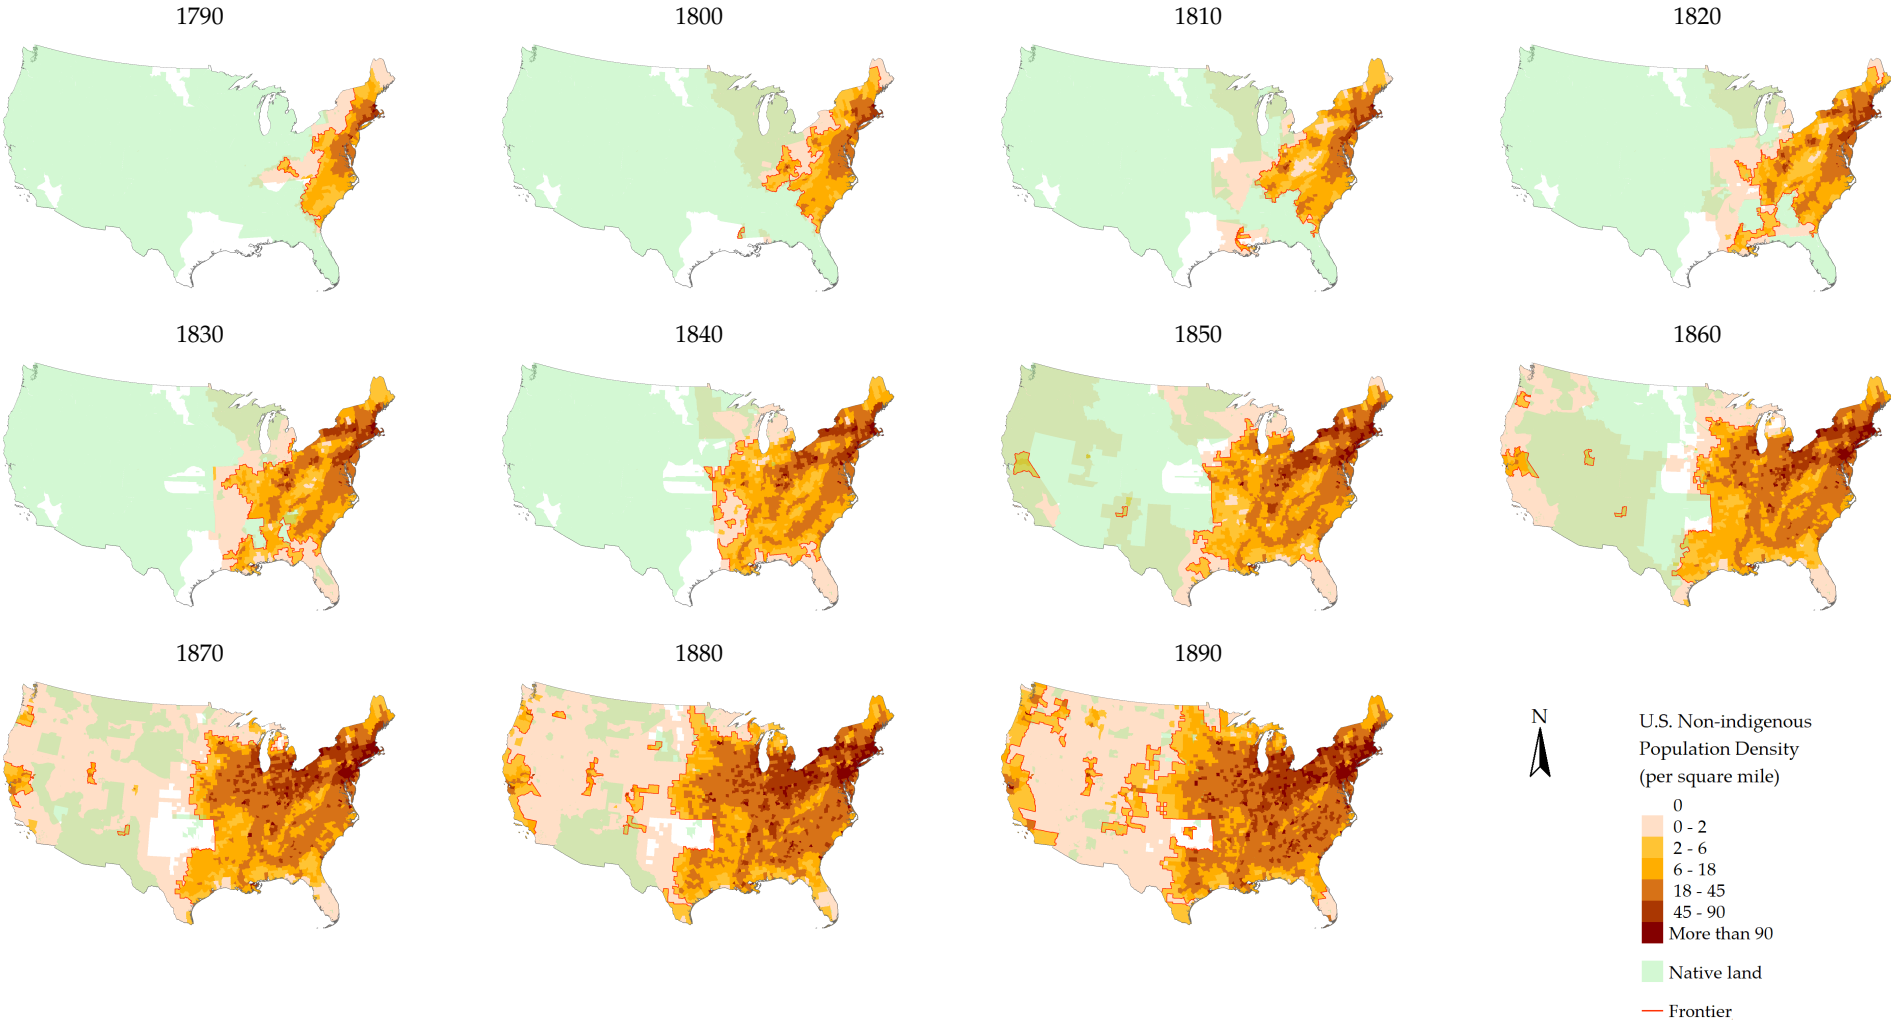 1790
1800
1810
1820
1830
1840
1850
1860
1870
1880
1890
N
U.S. Non-indigenous
Population Density
(per square mile)
0
0 - 2
2 - 6
6 - 18
18 - 45
45 - 90
More than 90
Native land
Frontier